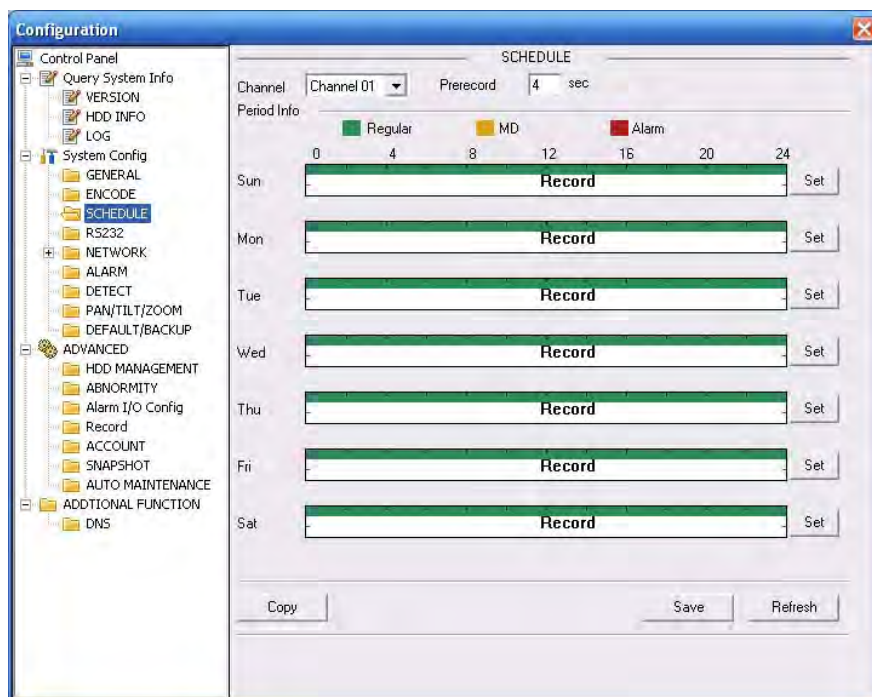 Configuration
Control Panel
Query System Info
VERSION
HDD INFO
LOG
System Config
GENERAL
ENCODE
SCHEDULE
RS232
NETWORK
ALARM
DETECT
PAN/TILT/ZOOM
DEFAULT/BACKUP
ADVANCED
HDD MANAGEMENT
ABNORMITY
Alarm I/O Config
Record
ACCOUNT
SNAPSHOT
AUTO MAINTENANCE
ADDTIONAL FUNCTION
DNS
SCHEDULE
Channel Channel 01 Prerecord 4 sec
Period Info
Regular MD Alarm
0 4 8 12 16 20 24
Sun Record Set
Mon Record Set
Tue Record Set
Wed Record Set
Thu Record Set
Fri Record Set
Sat Record Set
Copy Save Refresh